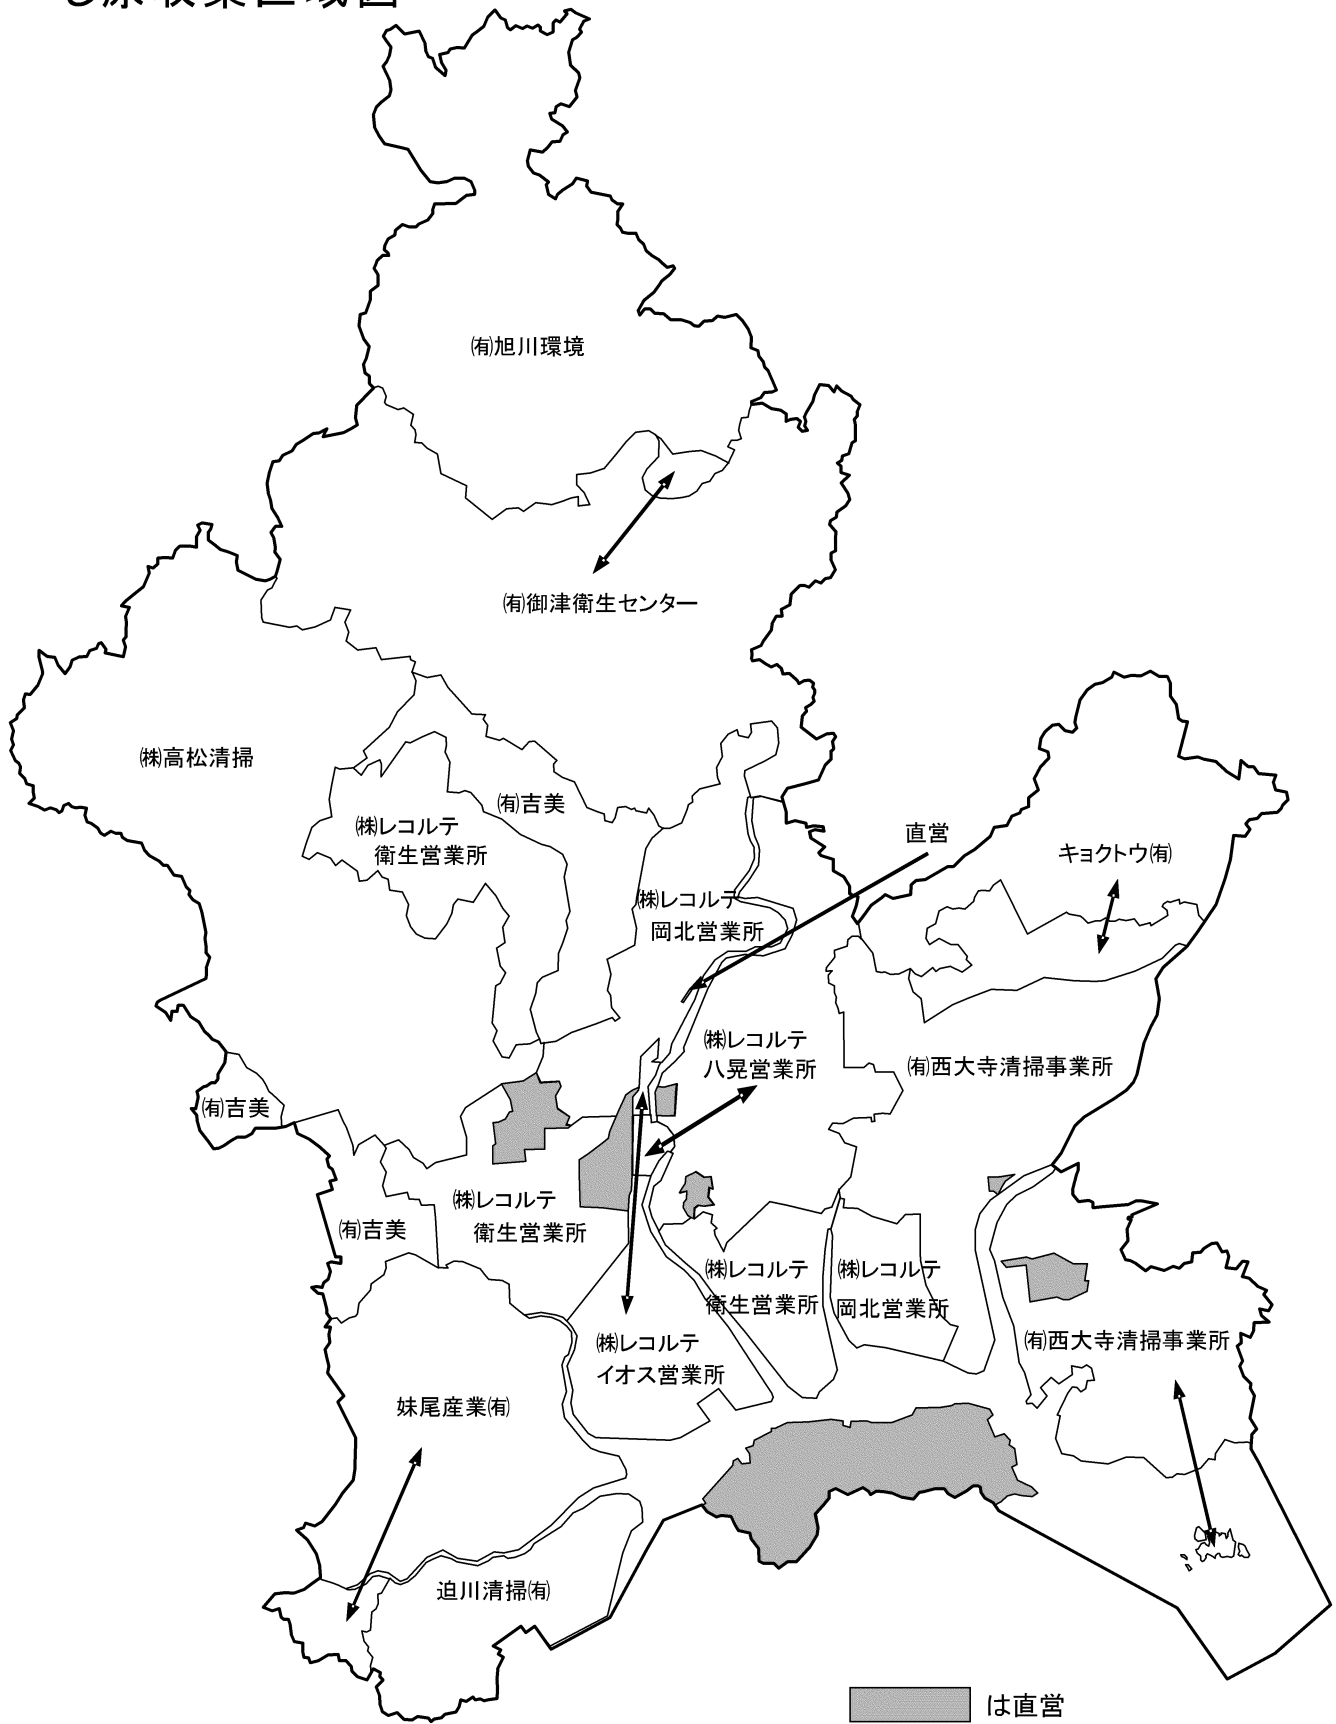 し尿収集区域図
㈲旭川環境
㈲御津衛生センター
㈱高松清掃
㈲吉美
㈱レコルテ
衛生営業所
直営
キョクトウ㈲
㈱レコルテ
岡北営業所
㈱レコルテ
八晃営業所
㈲西大寺清掃事業所
㈲吉美
㈱レコルテ
衛生営業所
㈲吉美
㈱レコルテ
衛生営業所
㈱レコルテ
岡北営業所
㈲西大寺清掃事業所
㈱レコルテ
イオス営業所
妹尾産業㈲
迫川清掃㈲
は直営